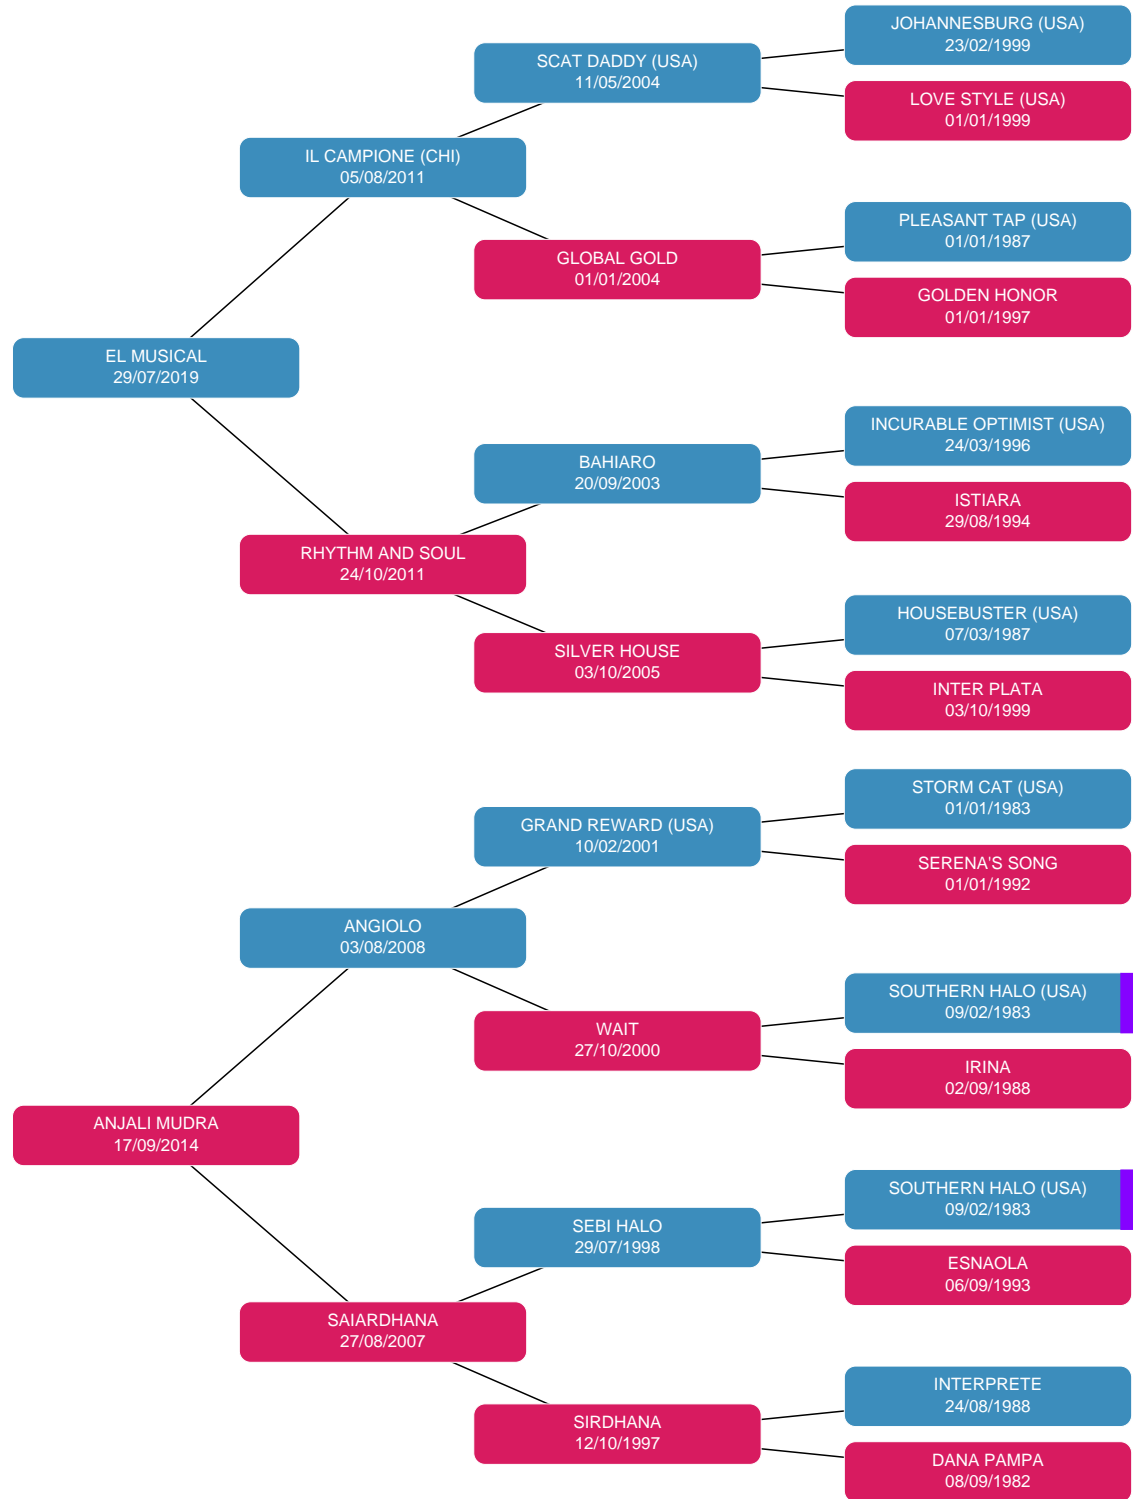 JOHANNESBURG (USA)
23/02/1999
SCAT DADDY (USA)
11/05/2004
LOVE STYLE (USA)
01/01/1999
IL CAMPIONE (CHI)
05/08/2011
PLEASANT TAP (USA)
01/01/1987
GLOBAL GOLD
01/01/2004
GOLDEN HONOR
01/01/1997
EL MUSICAL
29/07/2019
INCURABLE OPTIMIST (USA)
24/03/1996
BAHIARO
20/09/2003
ISTIARA
29/08/1994
RHYTHM AND SOUL
24/10/2011
HOUSEBUSTER (USA)
07/03/1987
SILVER HOUSE
03/10/2005
INTER PLATA
03/10/1999
STORM CAT (USA)
01/01/1983
GRAND REWARD (USA)
10/02/2001
SERENA'S SONG
01/01/1992
ANGIOLO
03/08/2008
SOUTHERN HALO (USA)
09/02/1983
WAIT
27/10/2000
IRINA
02/09/1988
ANJALI MUDRA
17/09/2014
SOUTHERN HALO (USA)
09/02/1983
SEBI HALO
29/07/1998
ESNAOLA
06/09/1993
SAIARDHANA
27/08/2007
INTERPRETE
24/08/1988
SIRDHANA
12/10/1997
DANA PAMPA
08/09/1982